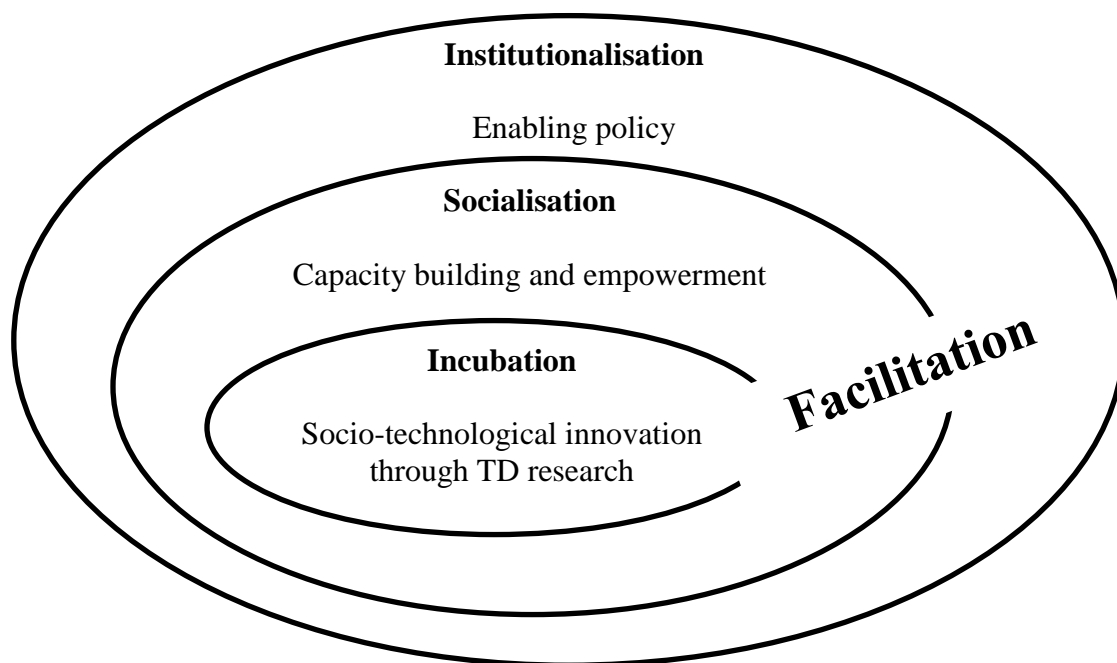 Institutionalisation
Enabling policy
Socialisation
Capacity building and empowerment
Incubation
Socio-technological innovation
through TD research
Facilitation